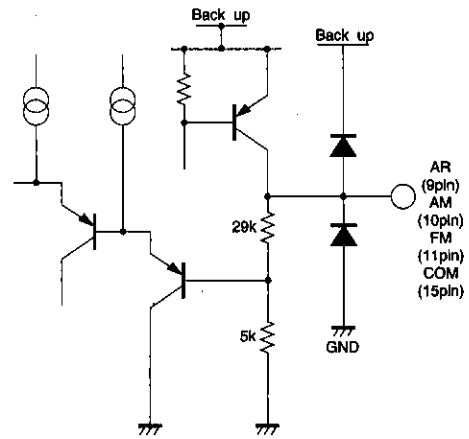 Back up
Back up
AR
(9pin)
AM
(10pin)
FM
(11pin)
COM
(15pin)
29k
5k
GND